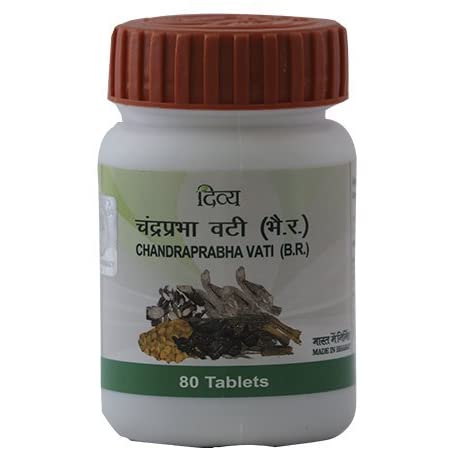 दिव्य
चंद्रप्रभा वटी (भै.र.)
CHANDRAPRABHA VATI (B.R.)
भारत में निर्मित
MADE IN BHARAT
80 Tablets